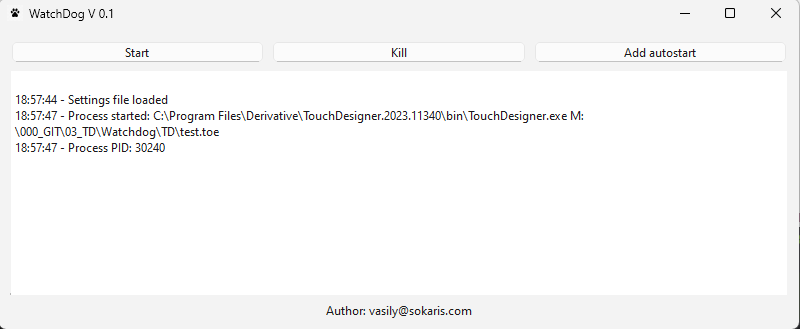 WatchDog V 0.1
Start
Kill
Add autostart
18:57:44 - Settings file loaded
18:57:47 - Process started: C:\Program Files\Derivative\TouchDesigner.2023.11340\bin\TouchDesigner.exe M:
\000_GIT\03_TD\Watchdog\TD\test.toe
18:57:47 - Process PID: 30240
Author: vasily@sokaris.com